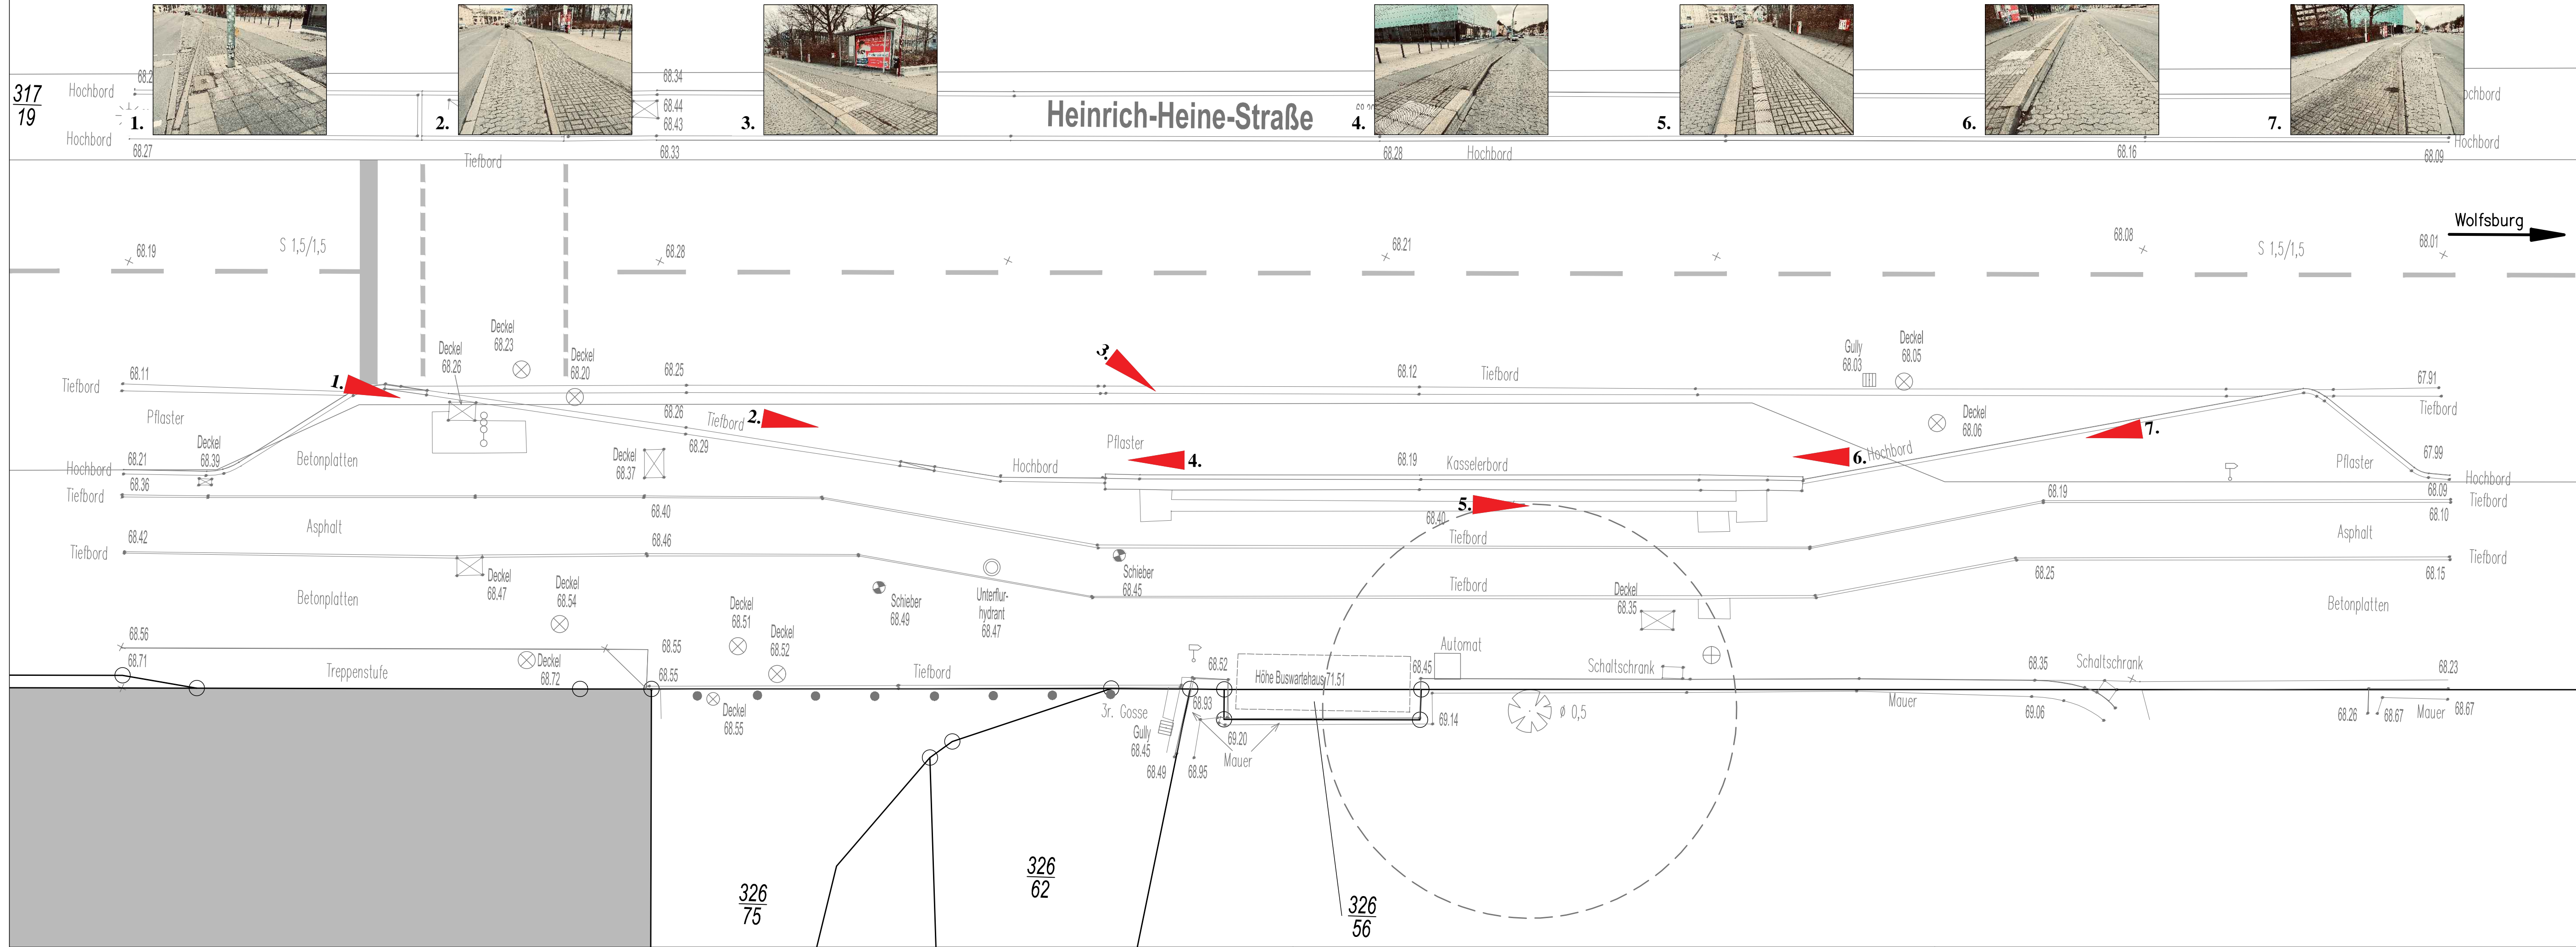 317
19
Hochbord
Hochbord
68.2
68.27
1.
2.
3.
4.
5.
6.
7.
Tiefbord
68.34
68.44
68.43
68.33
Heinrich-Heine-Straße
68.28
Hochbord
68.16
68.09
Hochbord
68.19
S 1,5/1,5
68.28
68.21
68.08
S 1,5/1,5
68.01
Wolfsburg
Tiefbord
68.11
1.
Deckel
68.26
Deckel
68.23
Deckel
68.20
68.25
3.
68.12
Tiefbord
Gully
68.03
Deckel
68.05
67.91
Tiefbord
Pflaster
68.26
Tiefbord
2.
68.29
Deckel
68.06
7.
Deckel
68.39
Betonplatten
Deckel
68.37
Hochbord
Pflaster
4.
68.19
Kasselerbord
6.
Hochbord
Pflaster
67.99
Hochbord
Hochbord
68.21
68.36
Tiefbord
68.40
5.
68.40
68.19
68.09
Tiefbord
68.10
Asphalt
Asphalt
68.42
Tiefbord
68.46
Tiefbord
Tiefbord
68.25
68.15
Deckel
68.47
Deckel
68.54
Schieber
68.49
Unterflur-
hydrant
68.47
Schieber
68.45
Tiefbord
Betonplatten
Deckel
68.51
Deckel
68.52
Deckel
68.35
Betonplatten
68.56
68.71
Treppenstufe
Deckel
68.72
68.55
68.55
Tiefbord
Deckel
68.55
3r. Gosse
Gully
68.45
68.49
68.52
68.93
68.95
69.20
Mauer
Höhe Buswartehaus 71.51
68.45
69.14
Automat
ø 0,5
Schaltschrank
Mauer
68.35
69.06
Schaltschrank
68.23
68.26
68.67
Mauer
68.67
326
75
326
62
326
56